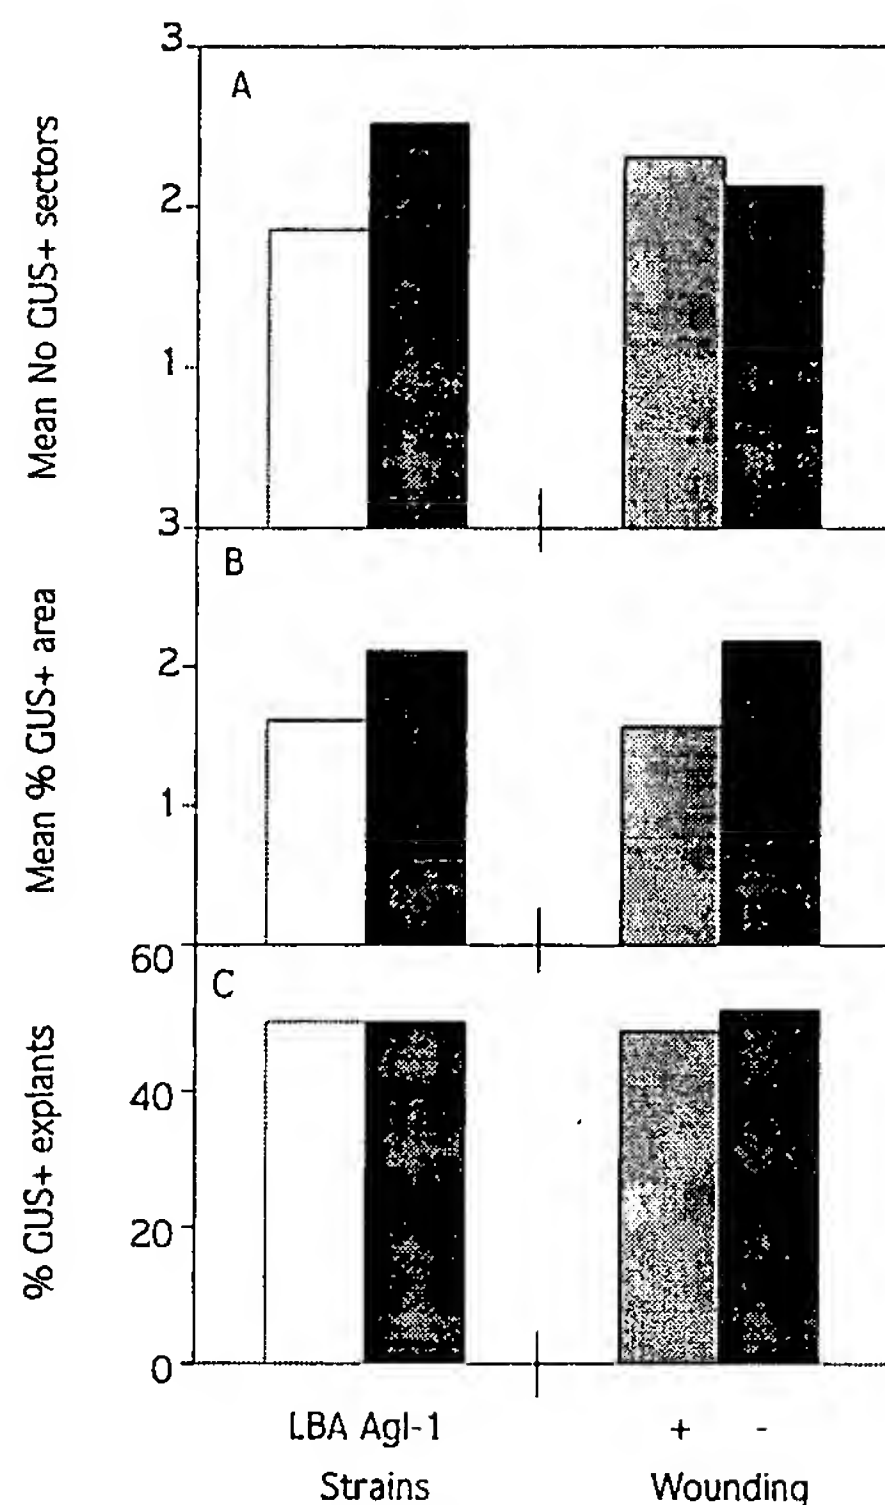 3
A
2
1
Mean No GUS+ sectors
3
B
2
1
Mean % GUS+ area
60
C
40
20
0
% GUS+ explants
LBA Agl-1 + -
Strains Wounding